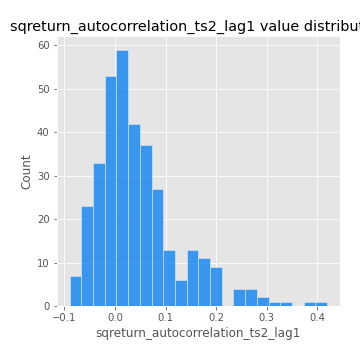 sqreturn_autocorrelation_ts2_lag1 value distribut
60
50
40
30
20
10
0
Count
−0.1 0.0 0.1 0.2 0.3 0.4
sqreturn_autocorrelation_ts2_lag1